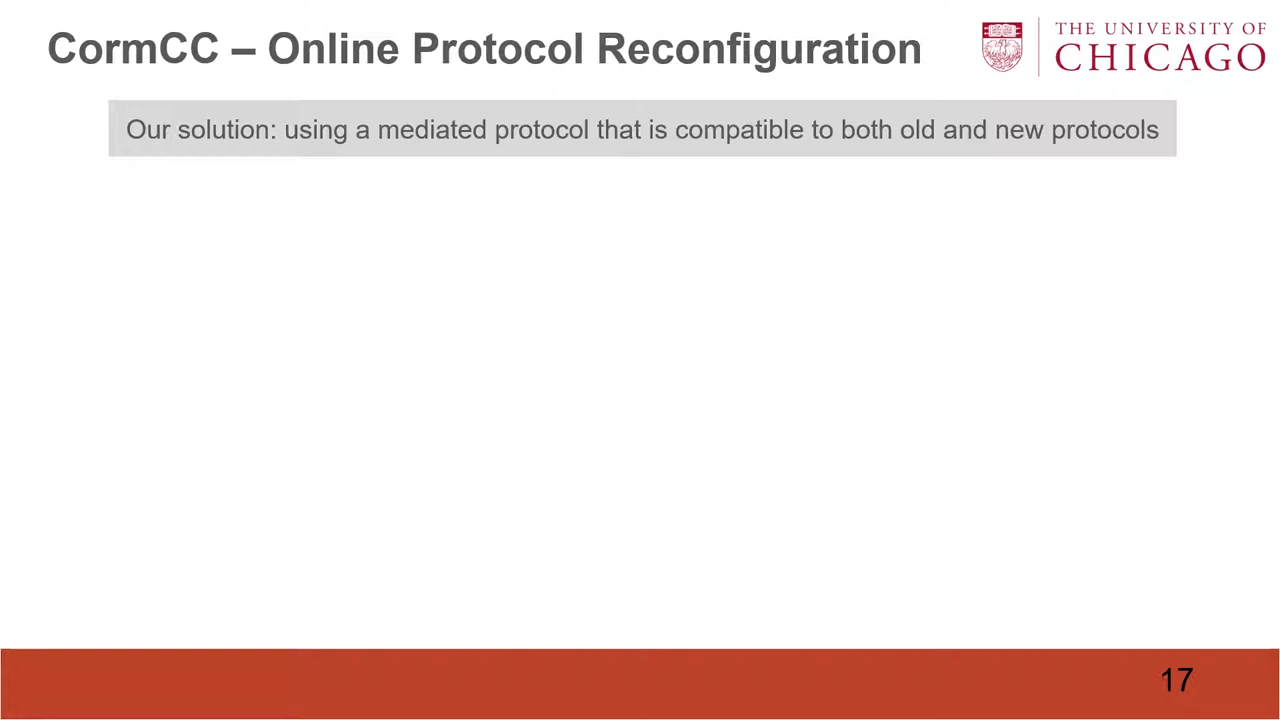 CormCC – Online Protocol Reconfiguration
THE UNIVERSITY OF
CHICAGO
Our solution: using a mediated protocol that is compatible to both old and new protocols
17